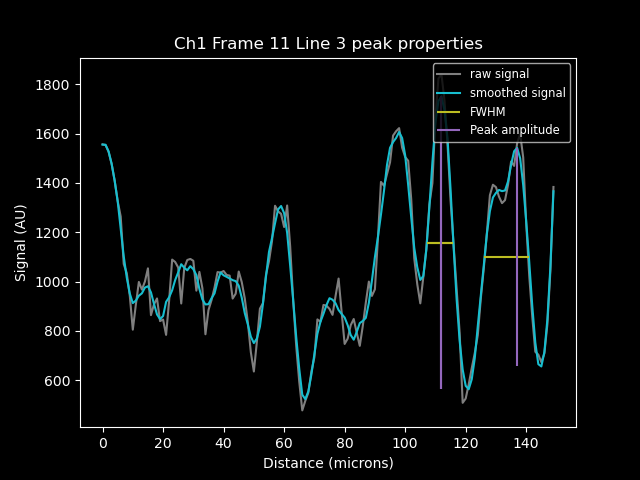 Ch1 Frame 11 Line 3 peak properties
raw signal
smoothed signal
FWHM
Peak amplitude
Signal (AU)
1800
1600
1400
1200
1000
800
600
0 20 40 60 80 100 120 140
Distance (microns)